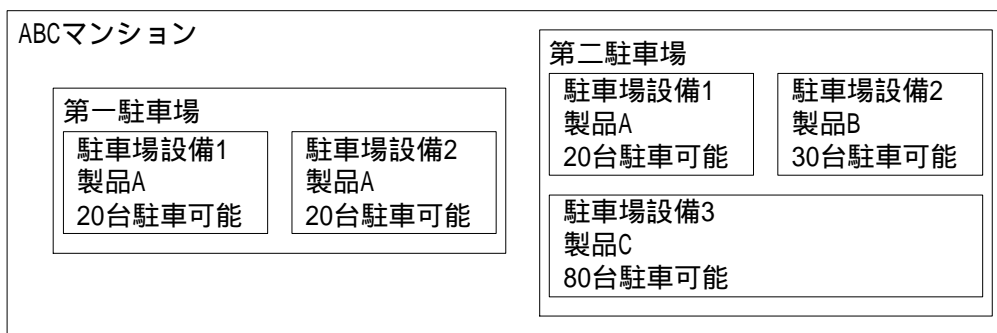 ABCマンション
第一駐車場
駐車場設備1
製品A
20台駐車可能
駐車場設備2
製品A
20台駐車可能
第二駐車場
駐車場設備1
製品A
20台駐車可能
駐車場設備2
製品B
30台駐車可能
駐車場設備3
製品C
80台駐車可能